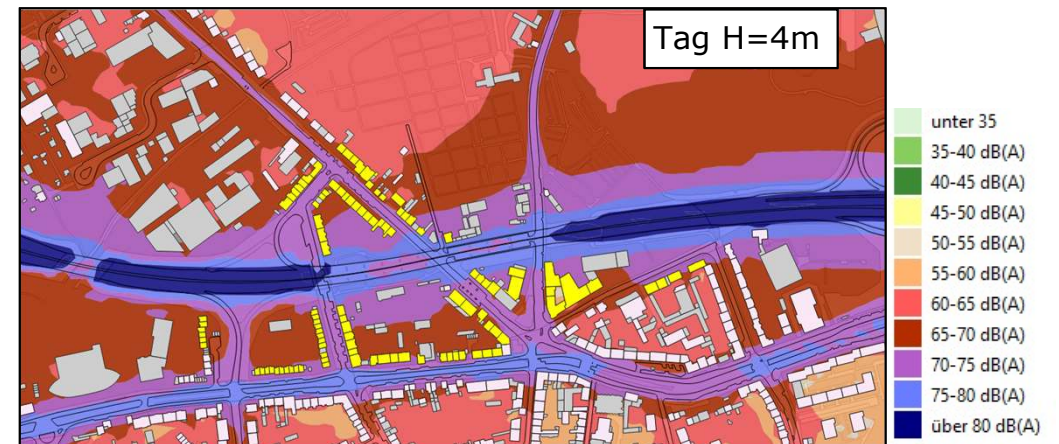 Tag H=4m
unter 35
35-40 dB(A)
40-45 dB(A)
45-50 dB(A)
50-55 dB(A)
55-60 dB(A)
60-65 dB(A)
65-70 dB(A)
70-75 dB(A)
75-80 dB(A)
über 80 dB(A)